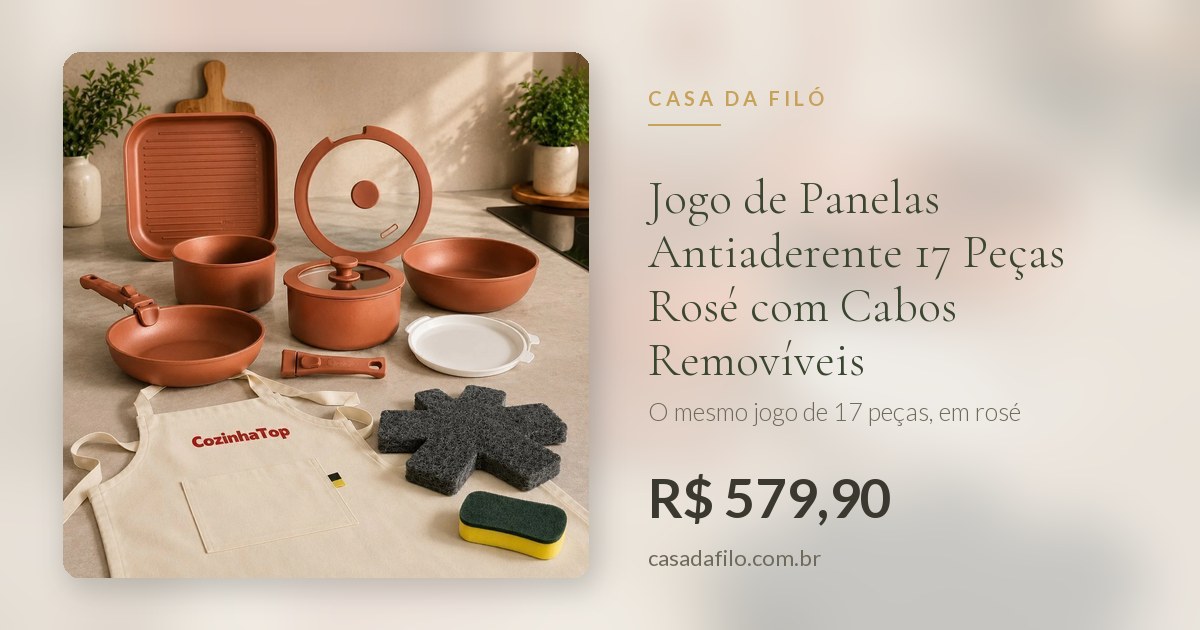 CASA DA FILÓ
Jogo de Panelas
Antiaderente 17 Peças
Rosé com Cabos
Removíveis
O mesmo jogo de 17 peças, em rosé
R$ 579,90
casadafilo.com.br
CozinhaTop